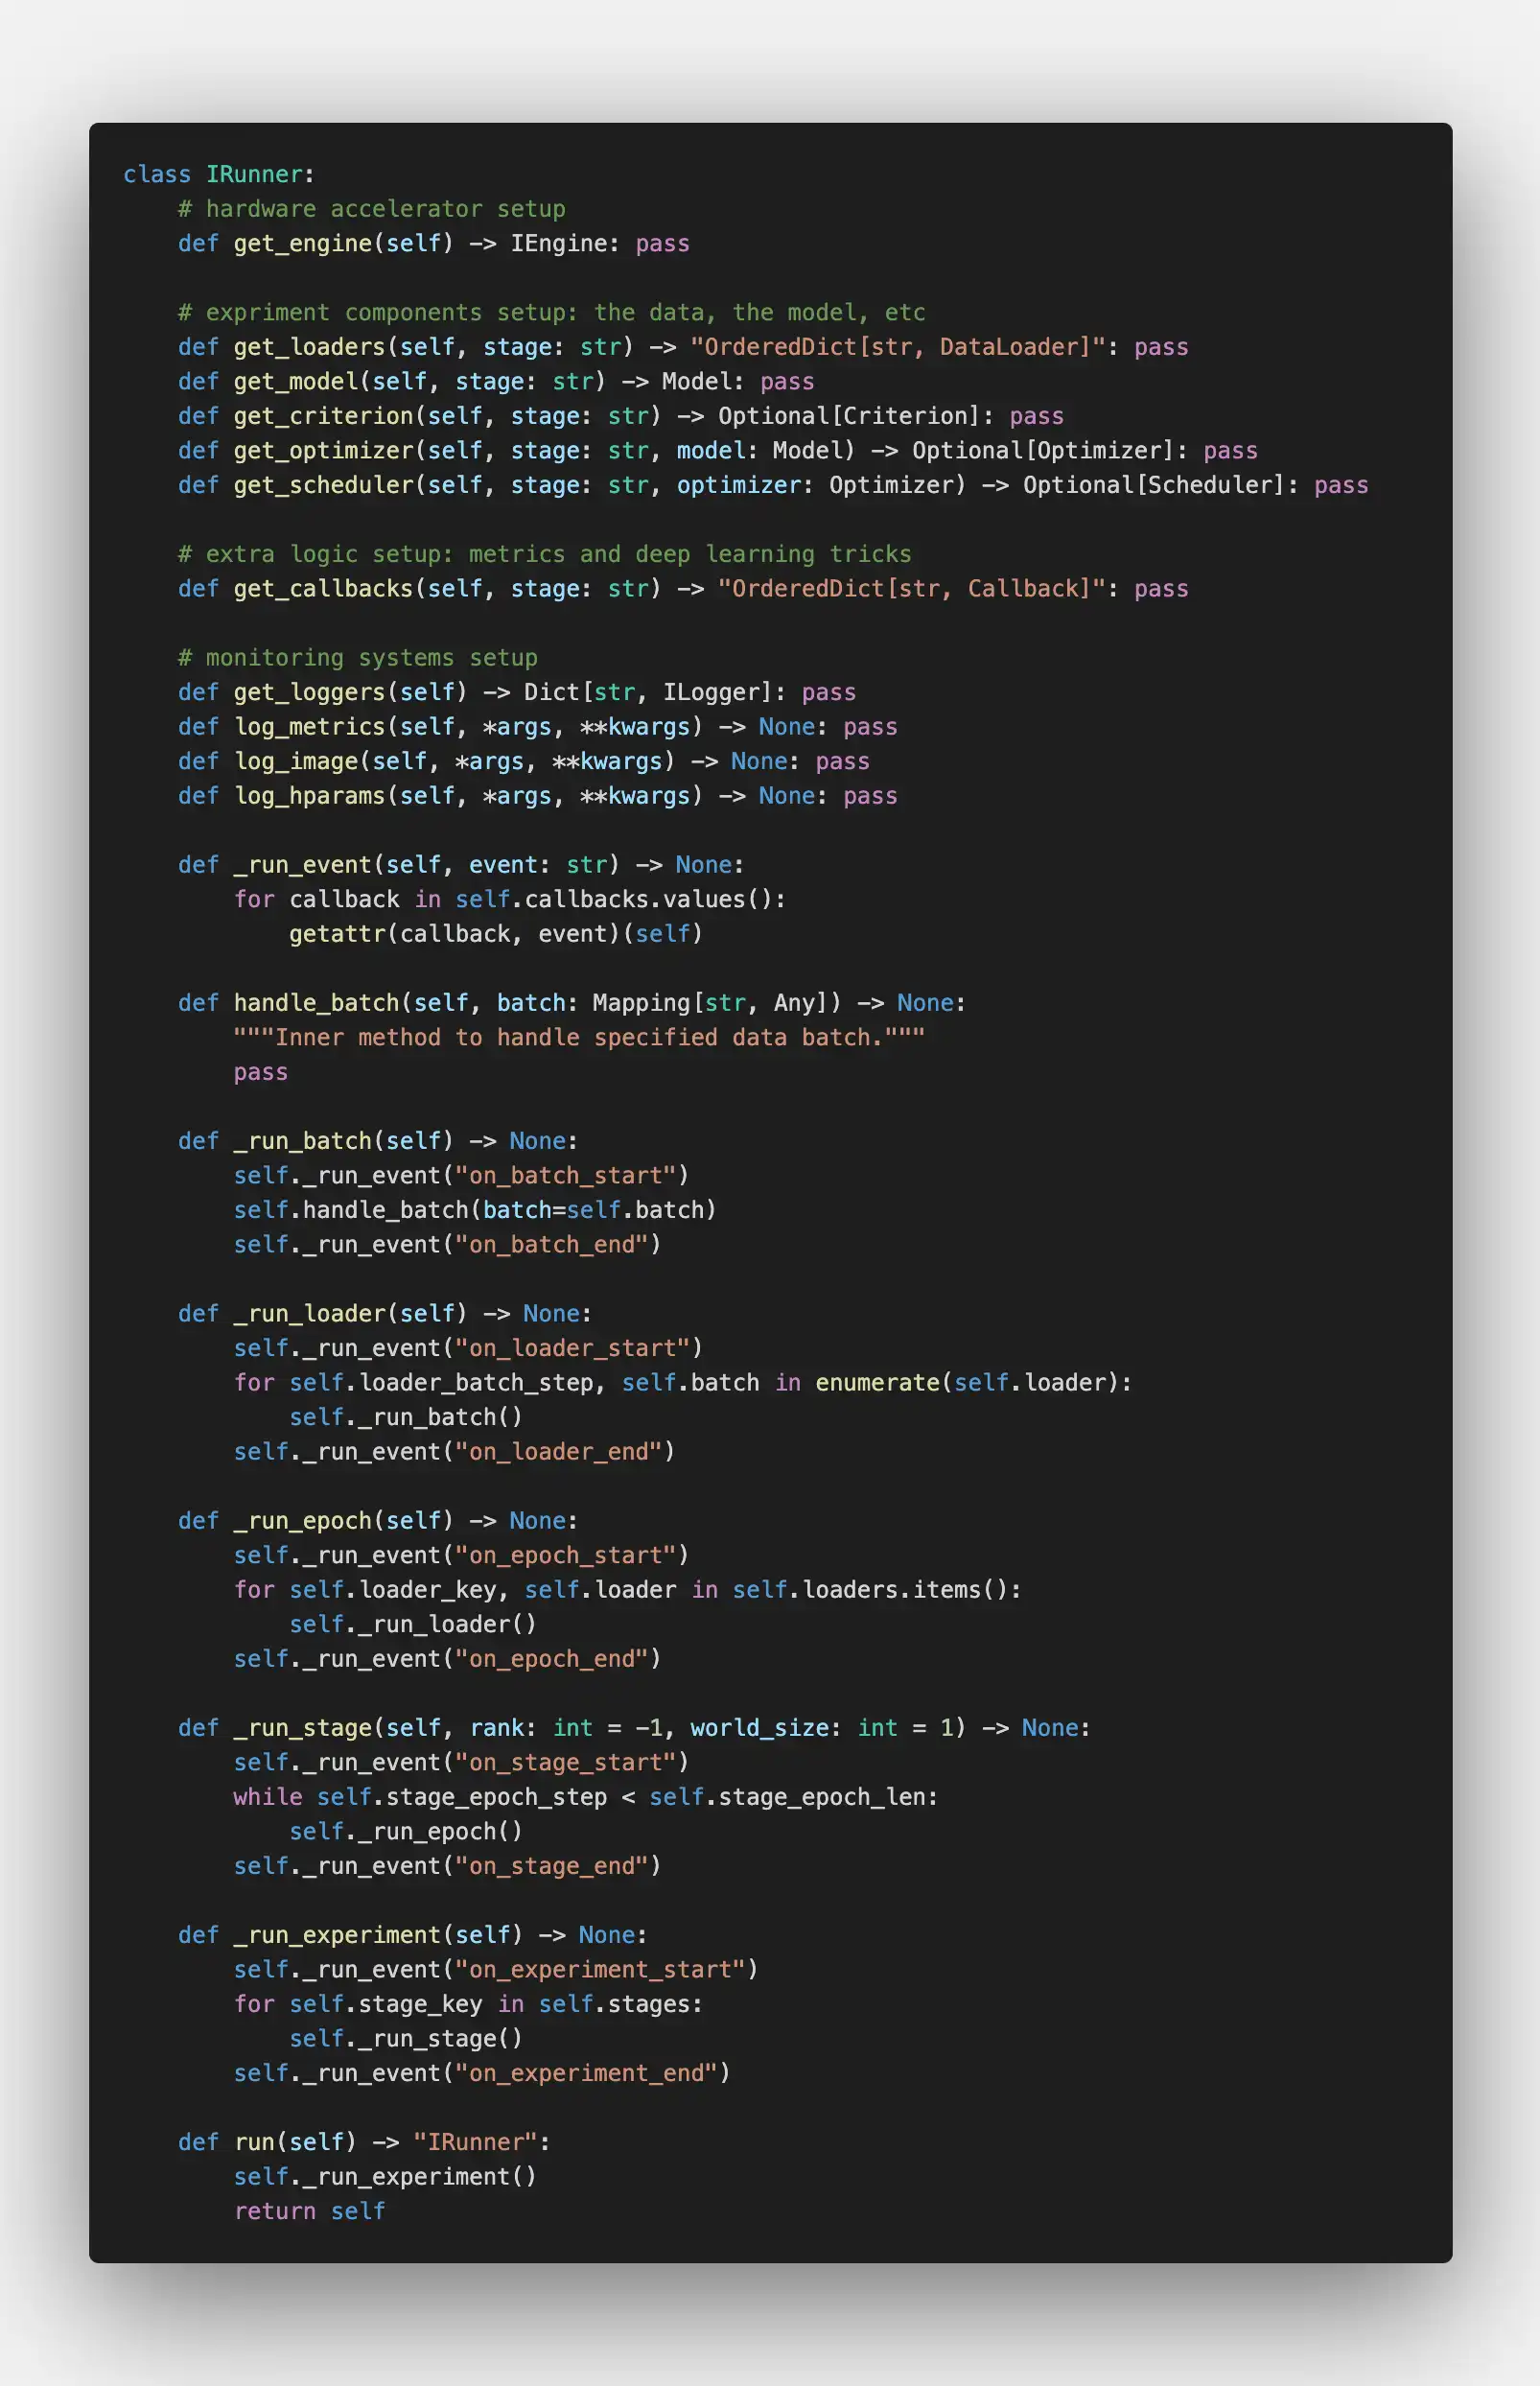 class IRunner:
    # hardware accelerator setup
    def get_engine(self) -> IEngine: pass

    # expriment components setup: the data, the model, etc
    def get_loaders(self, stage: str) -> "OrderedDict[str, DataLoader]": pass
    def get_model(self, stage: str) -> Model: pass
    def get_criterion(self, stage: str) -> Optional[Criterion]: pass
    def get_optimizer(self, stage: str, model: Model) -> Optional[Optimizer]: pass
    def get_scheduler(self, stage: str, optimizer: Optimizer) -> Optional[Scheduler]: pass

    # extra logic setup: metrics and deep learning tricks
    def get_callbacks(self, stage: str) -> "OrderedDict[str, Callback]": pass

    # monitoring systems setup
    def get_loggers(self) -> Dict[str, ILogger]: pass
    def log_metrics(self, *args, **kwargs) -> None: pass
    def log_image(self, *args, **kwargs) -> None: pass
    def log_hparams(self, *args, **kwargs) -> None: pass

    def _run_event(self, event: str) -> None:
        for callback in self.callbacks.values():
            getattr(callback, event)(self)

    def handle_batch(self, batch: Mapping[str, Any]) -> None:
        """Inner method to handle specified data batch."""
        pass

    def _run_batch(self) -> None:
        self._run_event("on_batch_start")
        self.handle_batch(batch=self.batch)
        self._run_event("on_batch_end")

    def _run_loader(self) -> None:
        self._run_event("on_loader_start")
        for self.loader_batch_step, self.batch in enumerate(self.loader):
            self._run_batch()
        self._run_event("on_loader_end")

    def _run_epoch(self) -> None:
        self._run_event("on_epoch_start")
        for self.loader_key, self.loader in self.loaders.items():
            self._run_loader()
        self._run_event("on_epoch_end")

    def _run_stage(self, rank: int = -1, world_size: int = 1) -> None:
        self._run_event("on_stage_start")
        while self.stage_epoch_step < self.stage_epoch_len:
            self._run_epoch()
        self._run_event("on_stage_end")

    def _run_experiment(self) -> None:
        self._run_event("on_experiment_start")
        for self.stage_key in self.stages:
            self._run_stage()
        self._run_event("on_experiment_end")

    def run(self) -> "IRunner":
        self._run_experiment()
        return self